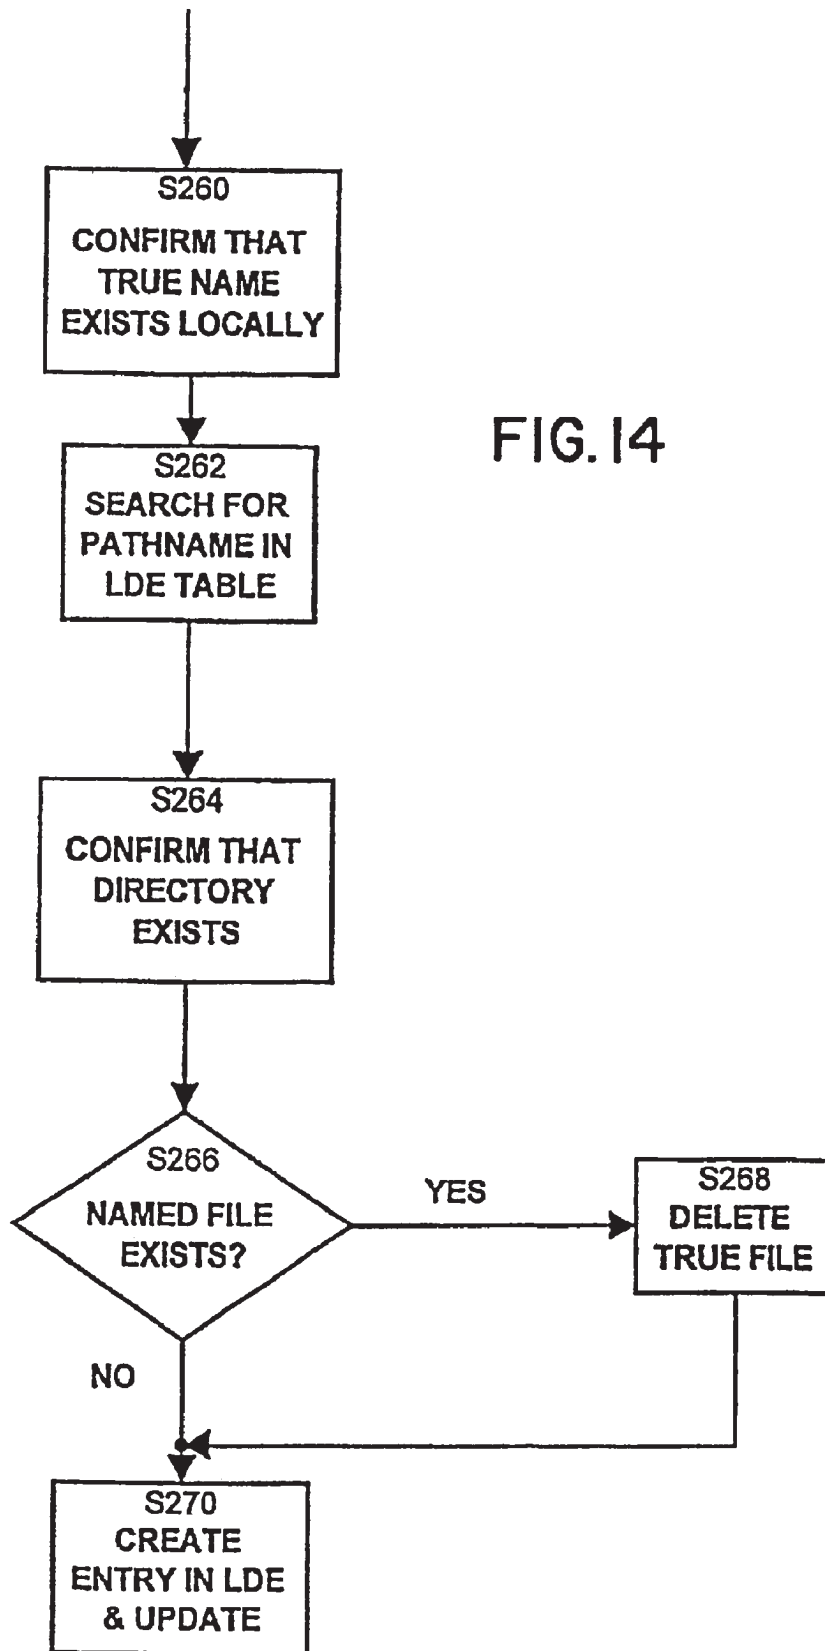 S260
CONFIRM THAT
TRUE NAME
EXISTS LOCALLY
FIG. 14
S262
SEARCH FOR
PATHNAME IN
LDE TABLE
S264
CONFIRM THAT
DIRECTORY
EXISTS
S266
NAMED FILE
EXISTS?
YES
S268
DELETE
TRUE FILE
NO
S270
CREATE
ENTRY IN LDE
& UPDATE